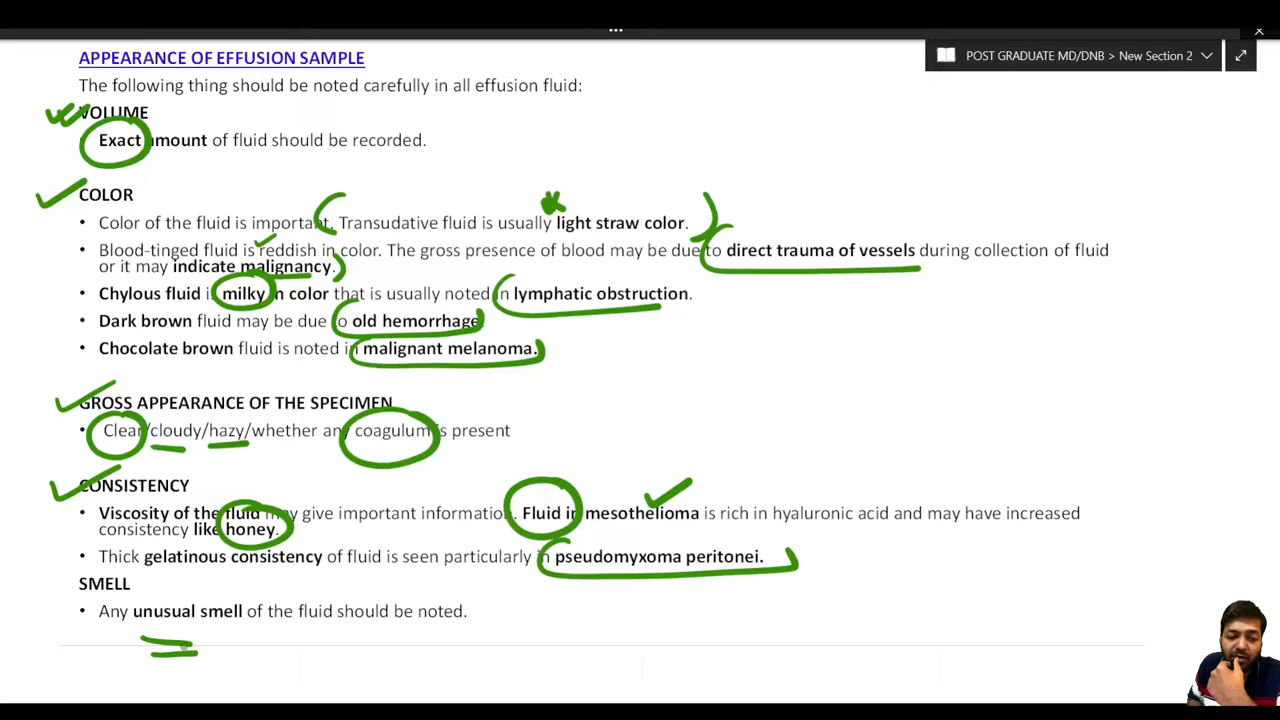 ...
POST GRADUATE MD/DNB > New Section 2
APPEARANCE OF EFFUSION SAMPLE
The following thing should be noted carefully in all effusion fluid:
VOLUME
Exact amount of fluid should be recorded.
COLOR
• Color of the fluid is important. Transudative fluid is usually light straw color.
• Blood-tinged fluid is reddish in color. The gross presence of blood may be due to direct trauma of vessels during collection of fluid
or it may indicate malignancy.
• Chylous fluid is milky in color that is usually noted in lymphatic obstruction.
• Dark brown fluid may be due to old hemorrhage
• Chocolate brown fluid is noted in malignant melanoma.
GROSS APPEARANCE OF THE SPECIMEN
• Clear/cloudy/hazy/whether any coagulum is present
CONSISTENCY
• Viscosity of the fluid may give important information. Fluid in mesothelioma is rich in hyaluronic acid and may have increased
consistency like honey.
• Thick gelatinous consistency of fluid is seen particularly in pseudomyxoma peritonei.
SMELL
• Any unusual smell of the fluid should be noted.